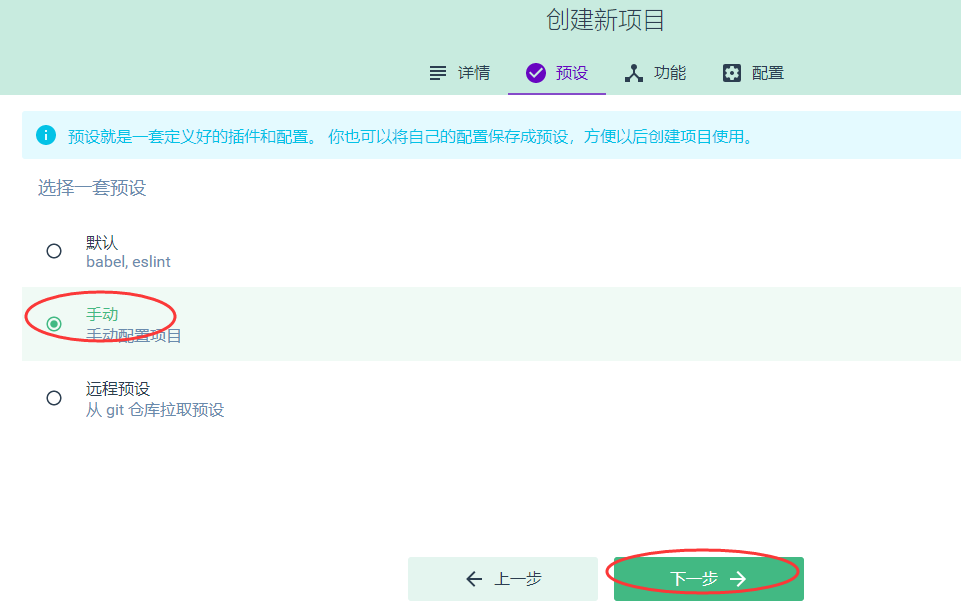 创建新项目
详情 预设 功能 配置
预设就是一套定义好的插件和配置。 你也可以将自己的配置保存成预设，方便以后创建项目使用。
选择一套预设
默认
babel, eslint
手动
手动配置项目
远程预设
从 git 仓库拉取预设
上一步 下一步